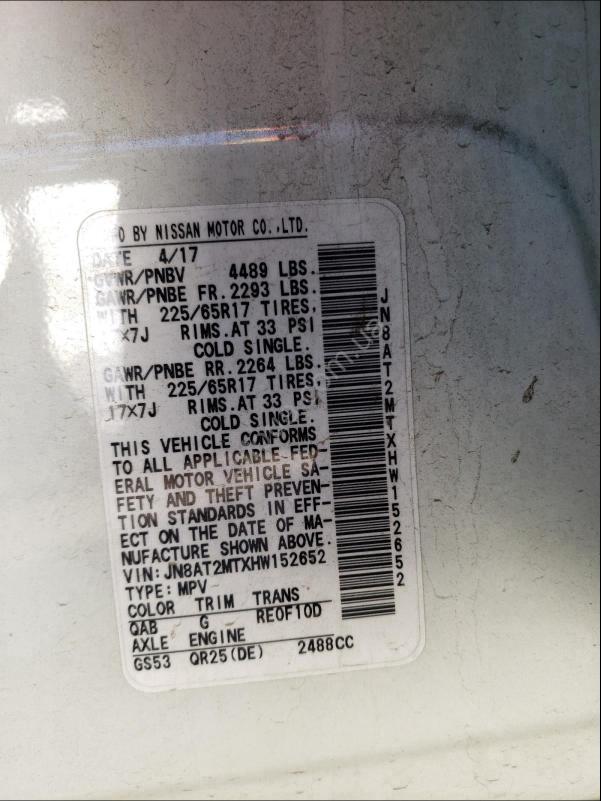 D BY NISSAN MOTOR CO.,LTD.
DATE 4/17
GVWR/PNBV 4489 LBS.
GAWR/PNBE FR. 2293 LBS.
WITH 225/65R17 TIRES,
X7J RIMS.AT 33 PSI
COLD SINGLE.
GAWR/PNBE RR. 2264 LBS.
WITH 225/65R17 TIRES,
17X7J RIMS.AT 33 PSI
COLD SINGLE.
THIS VEHICLE CONFORMS
TO ALL APPLICABLE FED-
ERAL MOTOR VEHICLE SA-
FETY AND THEFT PREVEN-
TION STANDARDS IN EFF-
ECT ON THE DATE OF MA-
NUFACTURE SHOWN ABOVE.
VIN: JN8AT2MTXHW152652
TYPE: MPV
COLOR TRIM TRANS
QAB G RE0F10D
AXLE ENGINE
GS53 QR25(DE) 2488CC
JN8AT2MTXHW152652